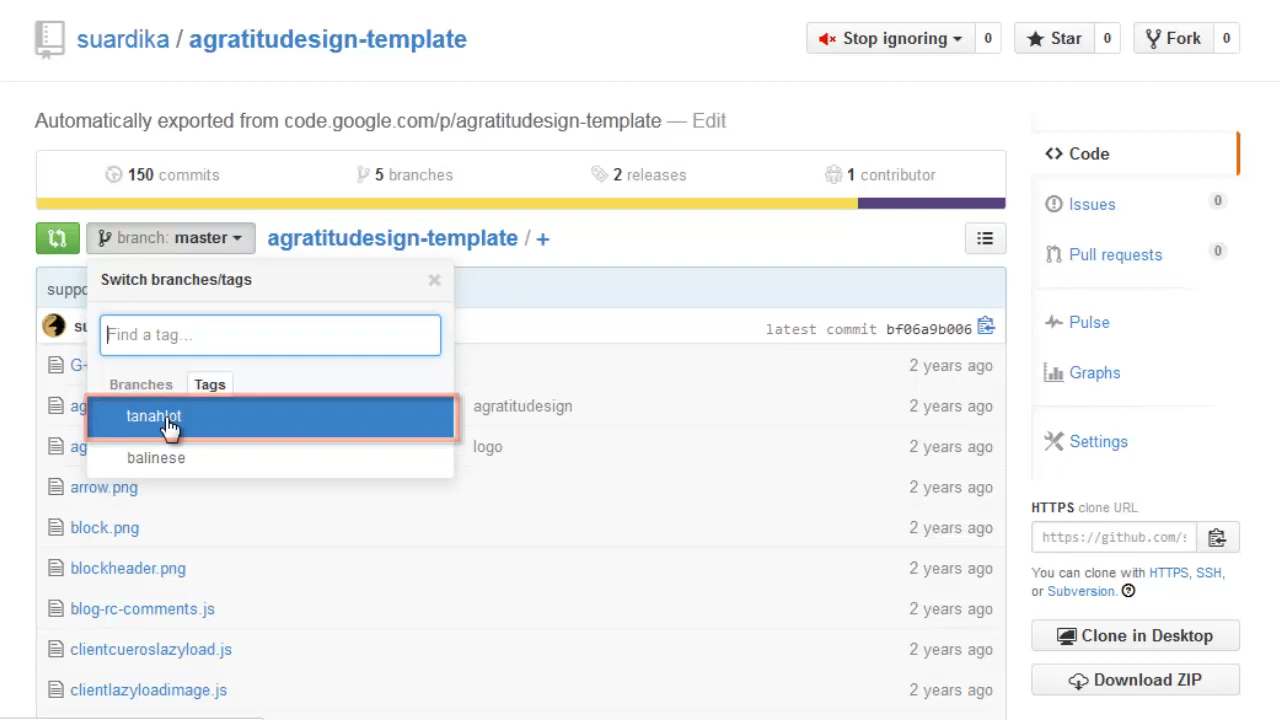 suardika / agratitudesign-template
Stop ignoring 0 Star 0 Fork 0
Automatically exported from code.google.com/p/agratitudesign-template — Edit
150 commits 5 branches 2 releases 1 contributor
branch: master agratitudesign-template / +
Switch branches/tags
Find a tag...
latest commit bf06a9b006
Branches Tags
G- 2 years ago
tanahlot
ag agratitudesign 2 years ago
balinese
ag logo 2 years ago
arrow.png 2 years ago
block.png 2 years ago
blockheader.png 2 years ago
blog-rc-comments.js 2 years ago
clientcueroslazyload.js 2 years ago
clientlazyloadimage.js 2 years ago
Code
Issues 0
Pull requests 0
Pulse
Graphs
Settings
HTTPS clone URL
https://github.com/
You can clone with HTTPS, SSH,
or Subversion.
Clone in Desktop
Download ZIP